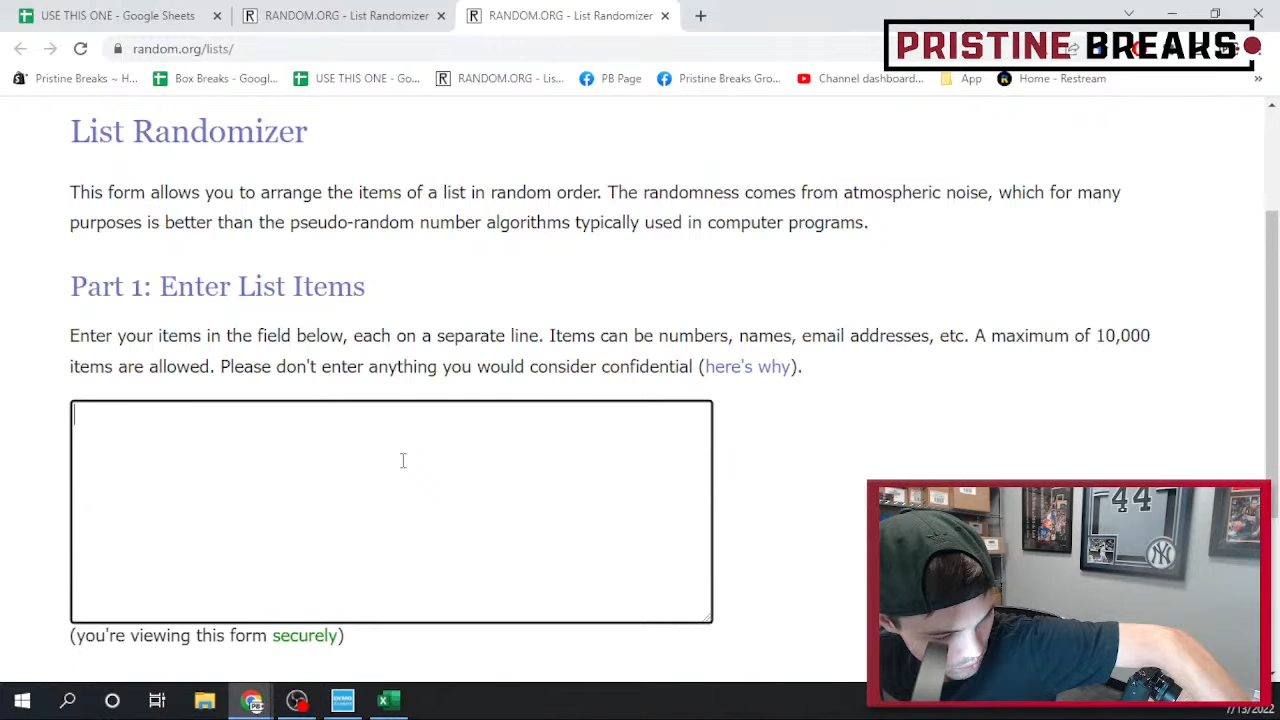 USE THIS ONE - Google Sheets
RANDOM.ORG - List Randomizer
RANDOM.ORG - List Randomizer
random.org/lists/
PRISTINE BREAKS
Pristine Breaks ~ H...
Box Breaks - Googl...
USE THIS ONE - Go...
RANDOM.ORG - Lis...
PB Page
Pristine Breaks Gro...
Channel dashboard...
App
Home - Restream
List Randomizer
This form allows you to arrange the items of a list in random order. The randomness comes from atmospheric noise, which for many
purposes is better than the pseudo-random number algorithms typically used in computer programs.
Part 1: Enter List Items
Enter your items in the field below, each on a separate line. Items can be numbers, names, email addresses, etc. A maximum of 10,000
items are allowed. Please don't enter anything you would consider confidential (here's why).
(you're viewing this form securely)
44
7/13/2022